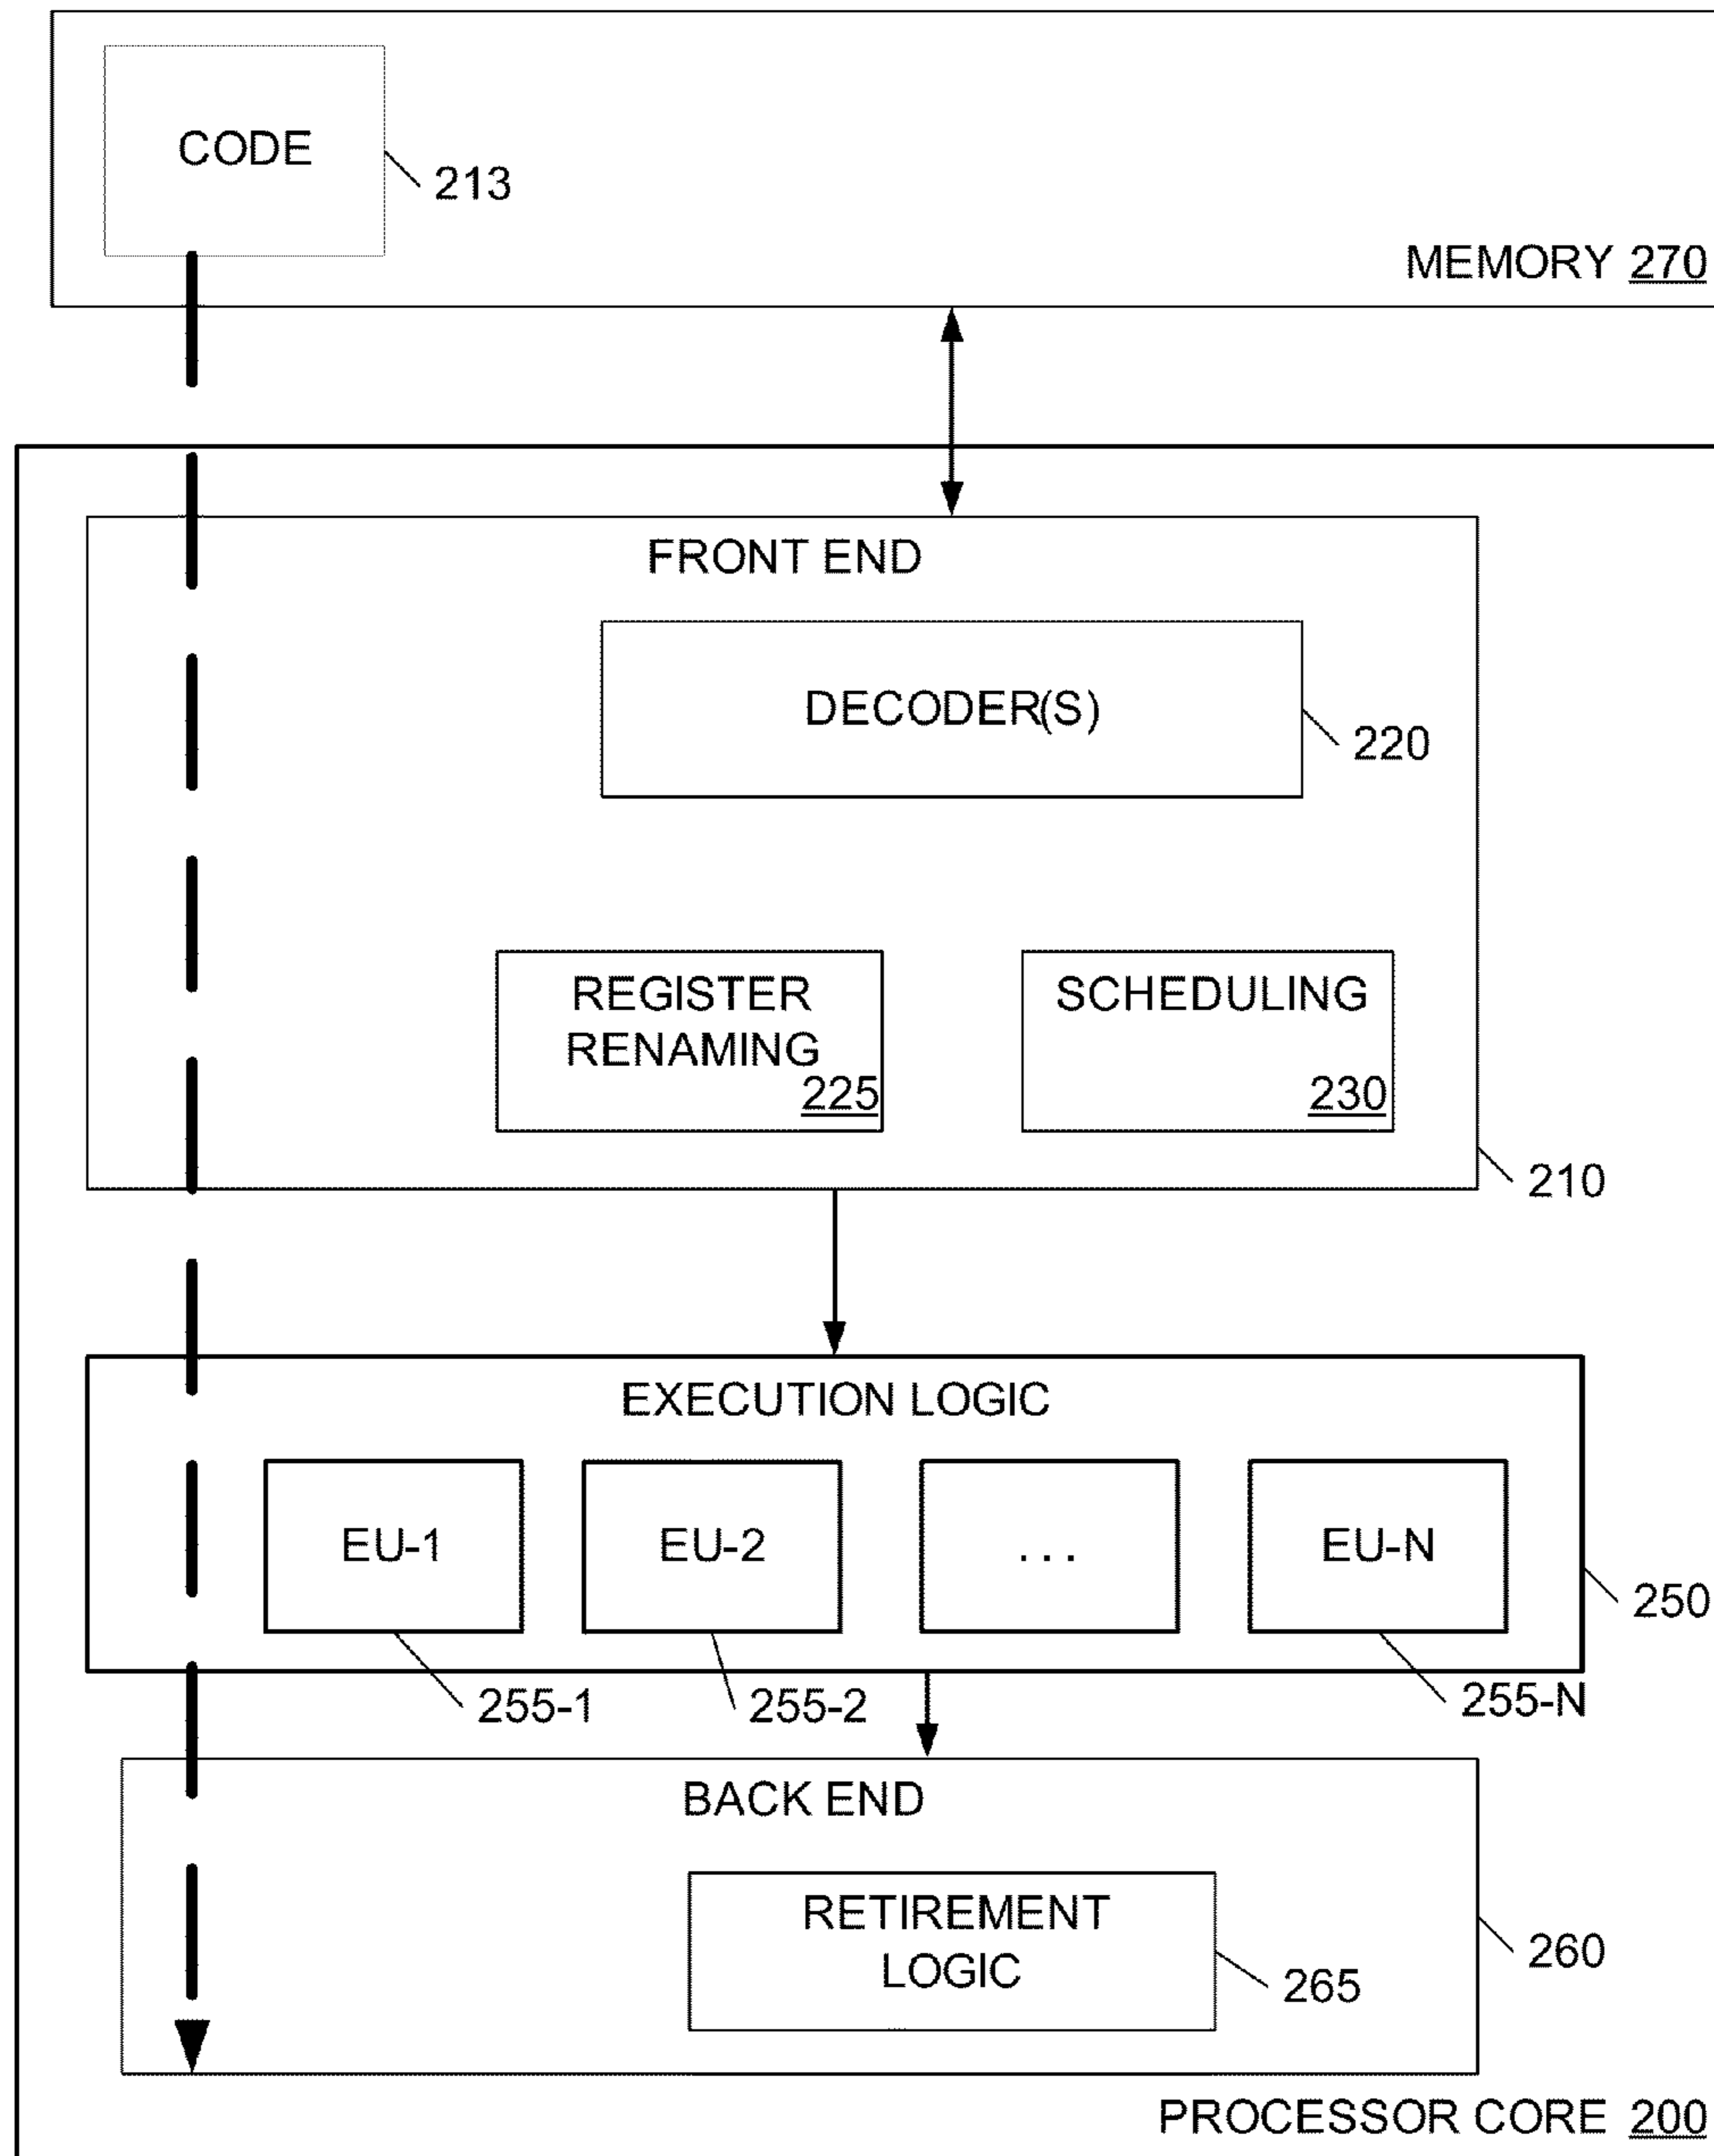 CODE
213
MEMORY 270
FRONT END
DECODER(S)
220
REGISTER
RENAMING
225
SCHEDULING
230
210
EXECUTION LOGIC
EU-1
EU-2
...
EU-N
250
255-1
255-2
255-N
BACK END
RETIREMENT
LOGIC
265
260
PROCESSOR CORE 200